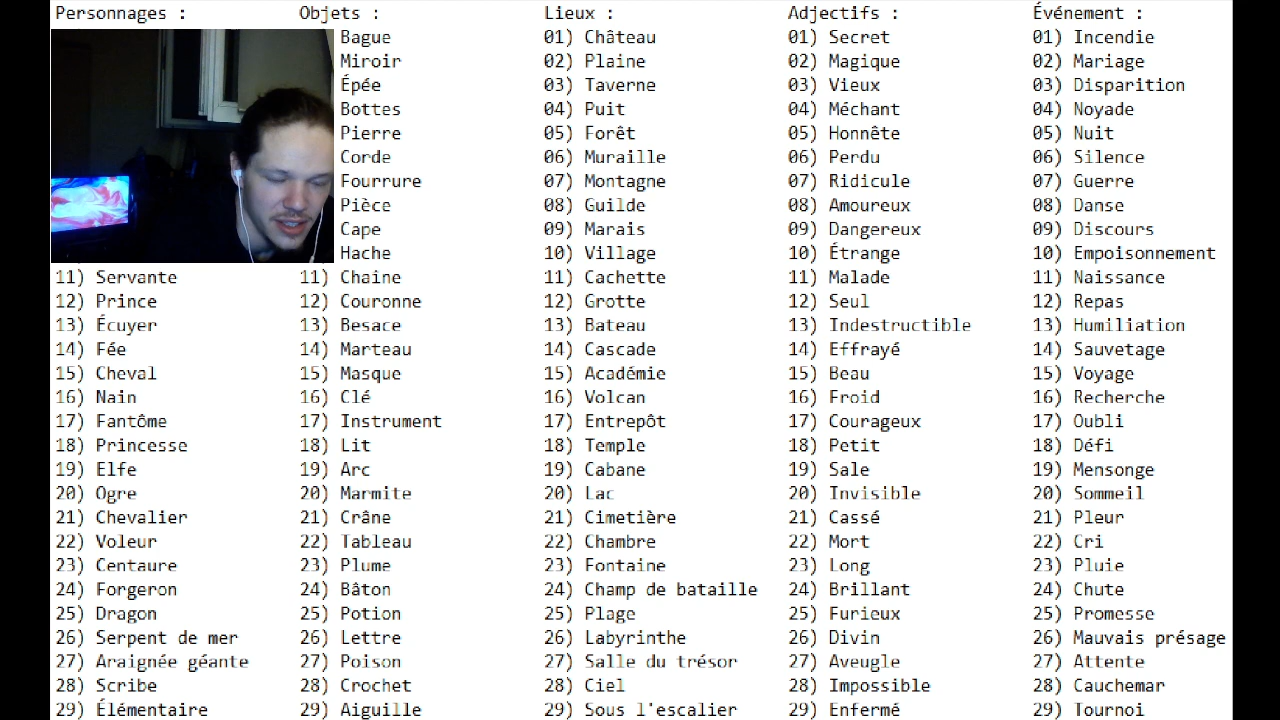 Personnages : Objets : Lieux : Adjectifs : Événement :
Bague 01) Château 01) Secret 01) Incendie
Miroir 02) Plaine 02) Magique 02) Mariage
Épée 03) Taverne 03) Vieux 03) Disparition
Bottes 04) Puit 04) Méchant 04) Noyade
Pierre 05) Forêt 05) Honnête 05) Nuit
Corde 06) Muraille 06) Perdu 06) Silence
Fourrure 07) Montagne 07) Ridicule 07) Guerre
Pièce 08) Guilde 08) Amoureux 08) Danse
Cape 09) Marais 09) Dangereux 09) Discours
Hache 10) Village 10) Étrange 10) Empoisonnement
11) Servante 11) Chaine 11) Cachette 11) Malade 11) Naissance
12) Prince 12) Couronne 12) Grotte 12) Seul 12) Repas
13) Écuyer 13) Besace 13) Bateau 13) Indestructible 13) Humiliation
14) Fée 14) Marteau 14) Cascade 14) Effrayé 14) Sauvetage
15) Cheval 15) Masque 15) Académie 15) Beau 15) Voyage
16) Nain 16) Clé 16) Volcan 16) Froid 16) Recherche
17) Fantôme 17) Instrument 17) Entrepôt 17) Courageux 17) Oubli
18) Princesse 18) Lit 18) Temple 18) Petit 18) Défi
19) Elfe 19) Arc 19) Cabane 19) Sale 19) Mensonge
20) Ogre 20) Marmite 20) Lac 20) Invisible 20) Sommeil
21) Chevalier 21) Crâne 21) Cimetière 21) Cassé 21) Pleur
22) Voleur 22) Tableau 22) Chambre 22) Mort 22) Cri
23) Centaure 23) Plume 23) Fontaine 23) Long 23) Pluie
24) Forgeron 24) Bâton 24) Champ de bataille 24) Brillant 24) Chute
25) Dragon 25) Potion 25) Plage 25) Furieux 25) Promesse
26) Serpent de mer 26) Lettre 26) Labyrinthe 26) Divin 26) Mauvais présage
27) Araignée géante 27) Poison 27) Salle du trésor 27) Aveugle 27) Attente
28) Scribe 28) Crochet 28) Ciel 28) Impossible 28) Cauchemar
29) Élémentaire 29) Aiguille 29) Sous l'escalier 29) Enfermé 29) Tournoi